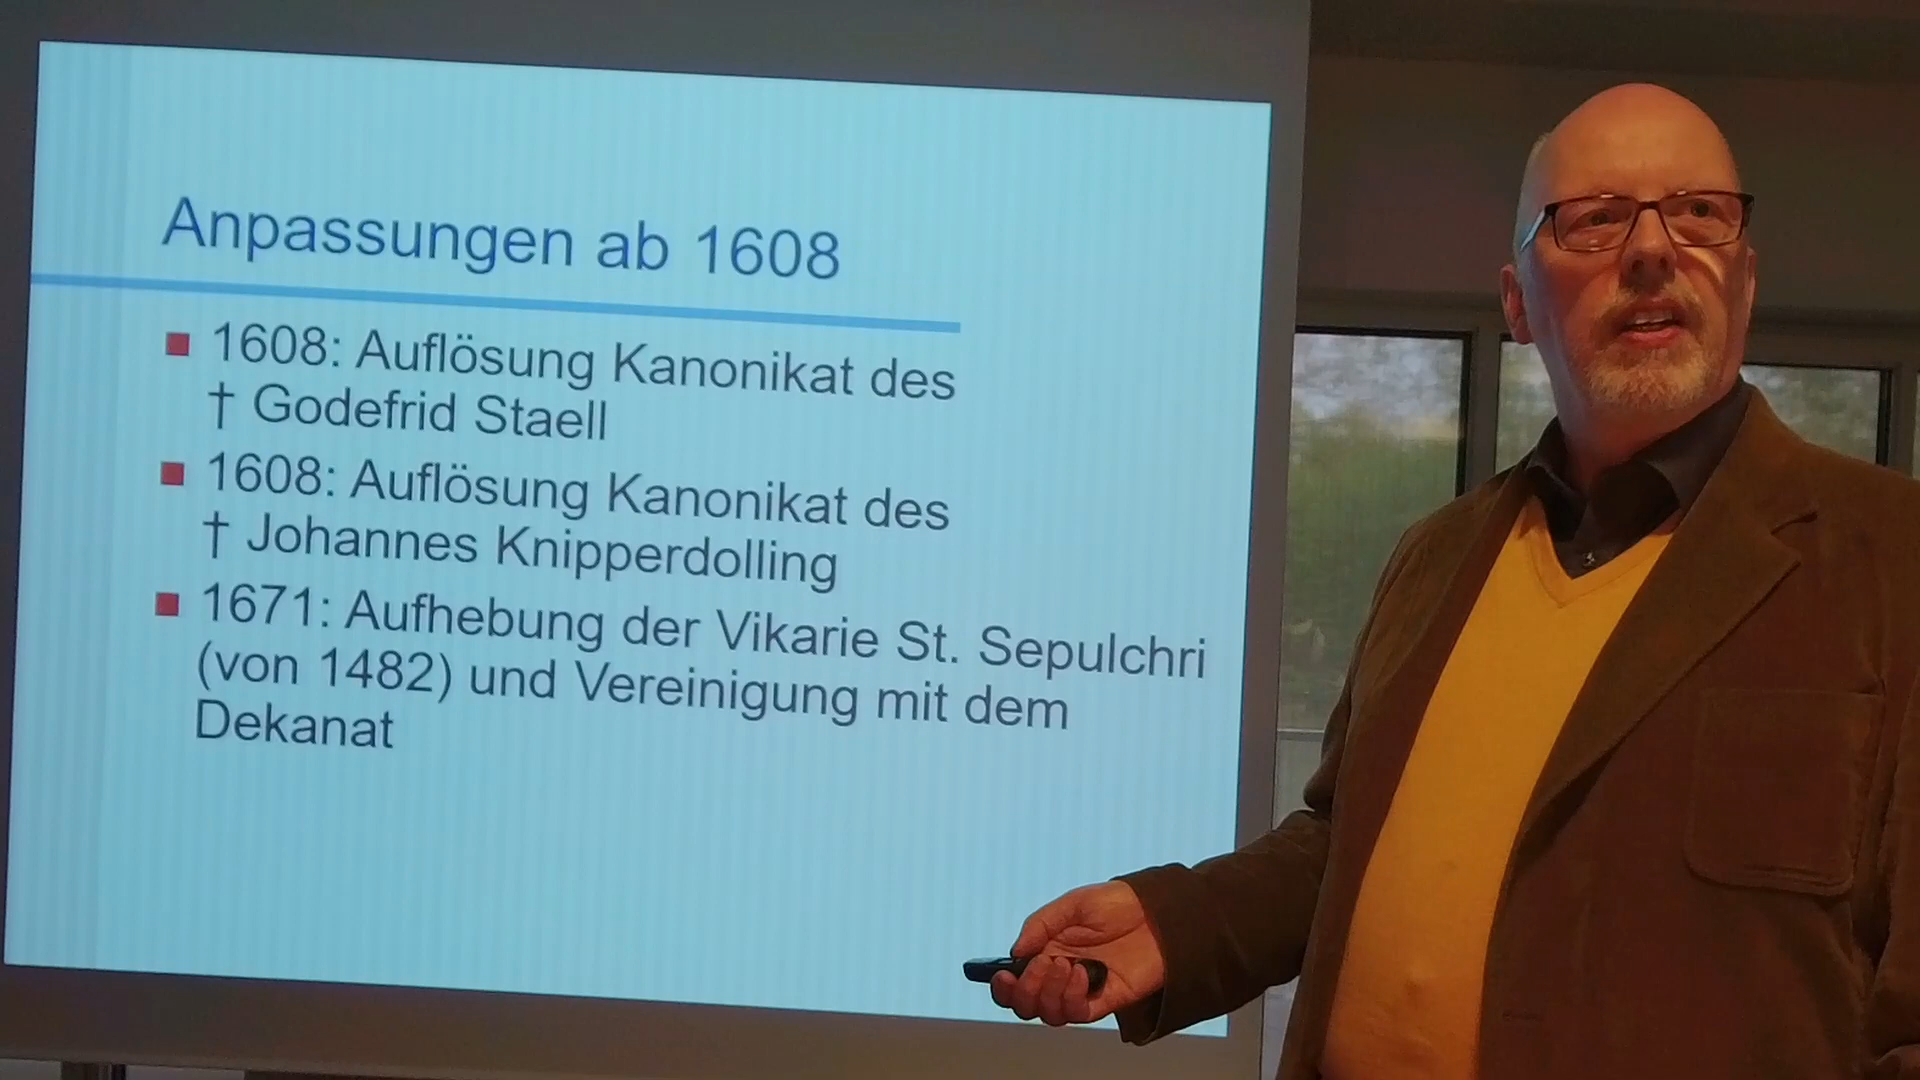 Anpassungen ab 1608
1608: Auflösung Kanonikat des
† Godefrid Staell
1608: Auflösung Kanonikat des
† Johannes Knipperdolling
1671: Aufhebung der Vikarie St. Sepulchri
(von 1482) und Vereinigung mit dem
Dekanat